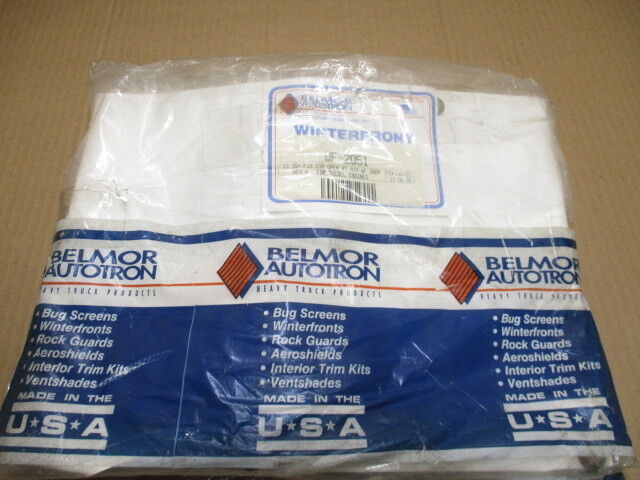 BELMOR
AUTOTRON
WINTERFRONT
WF-2051
DIESEL ENGINES
BELMOR
AUTOTRON
HEAVY TRUCK PRODUCTS
• Bug Screens
• Winterfronts
• Rock Guards
• Aeroshields
• Interior Trim Kits
• Ventshades
MADE IN THE
U★S★A
BELMOR
AUTOTRON
HEAVY TRUCK PRODUCTS
• Bug Screens
• Winterfronts
• Rock Guards
• Aeroshields
• Interior Trim Kits
• Ventshades
MADE IN THE
U★S★A
BELMOR
AUTOTRON
HEAVY TRUCK PRODUCTS
• Bug Screens
• Winterfronts
• Rock Guards
• Aeroshields
• Interior Trim Kits
• Ventshades
MADE IN THE
U★S★A